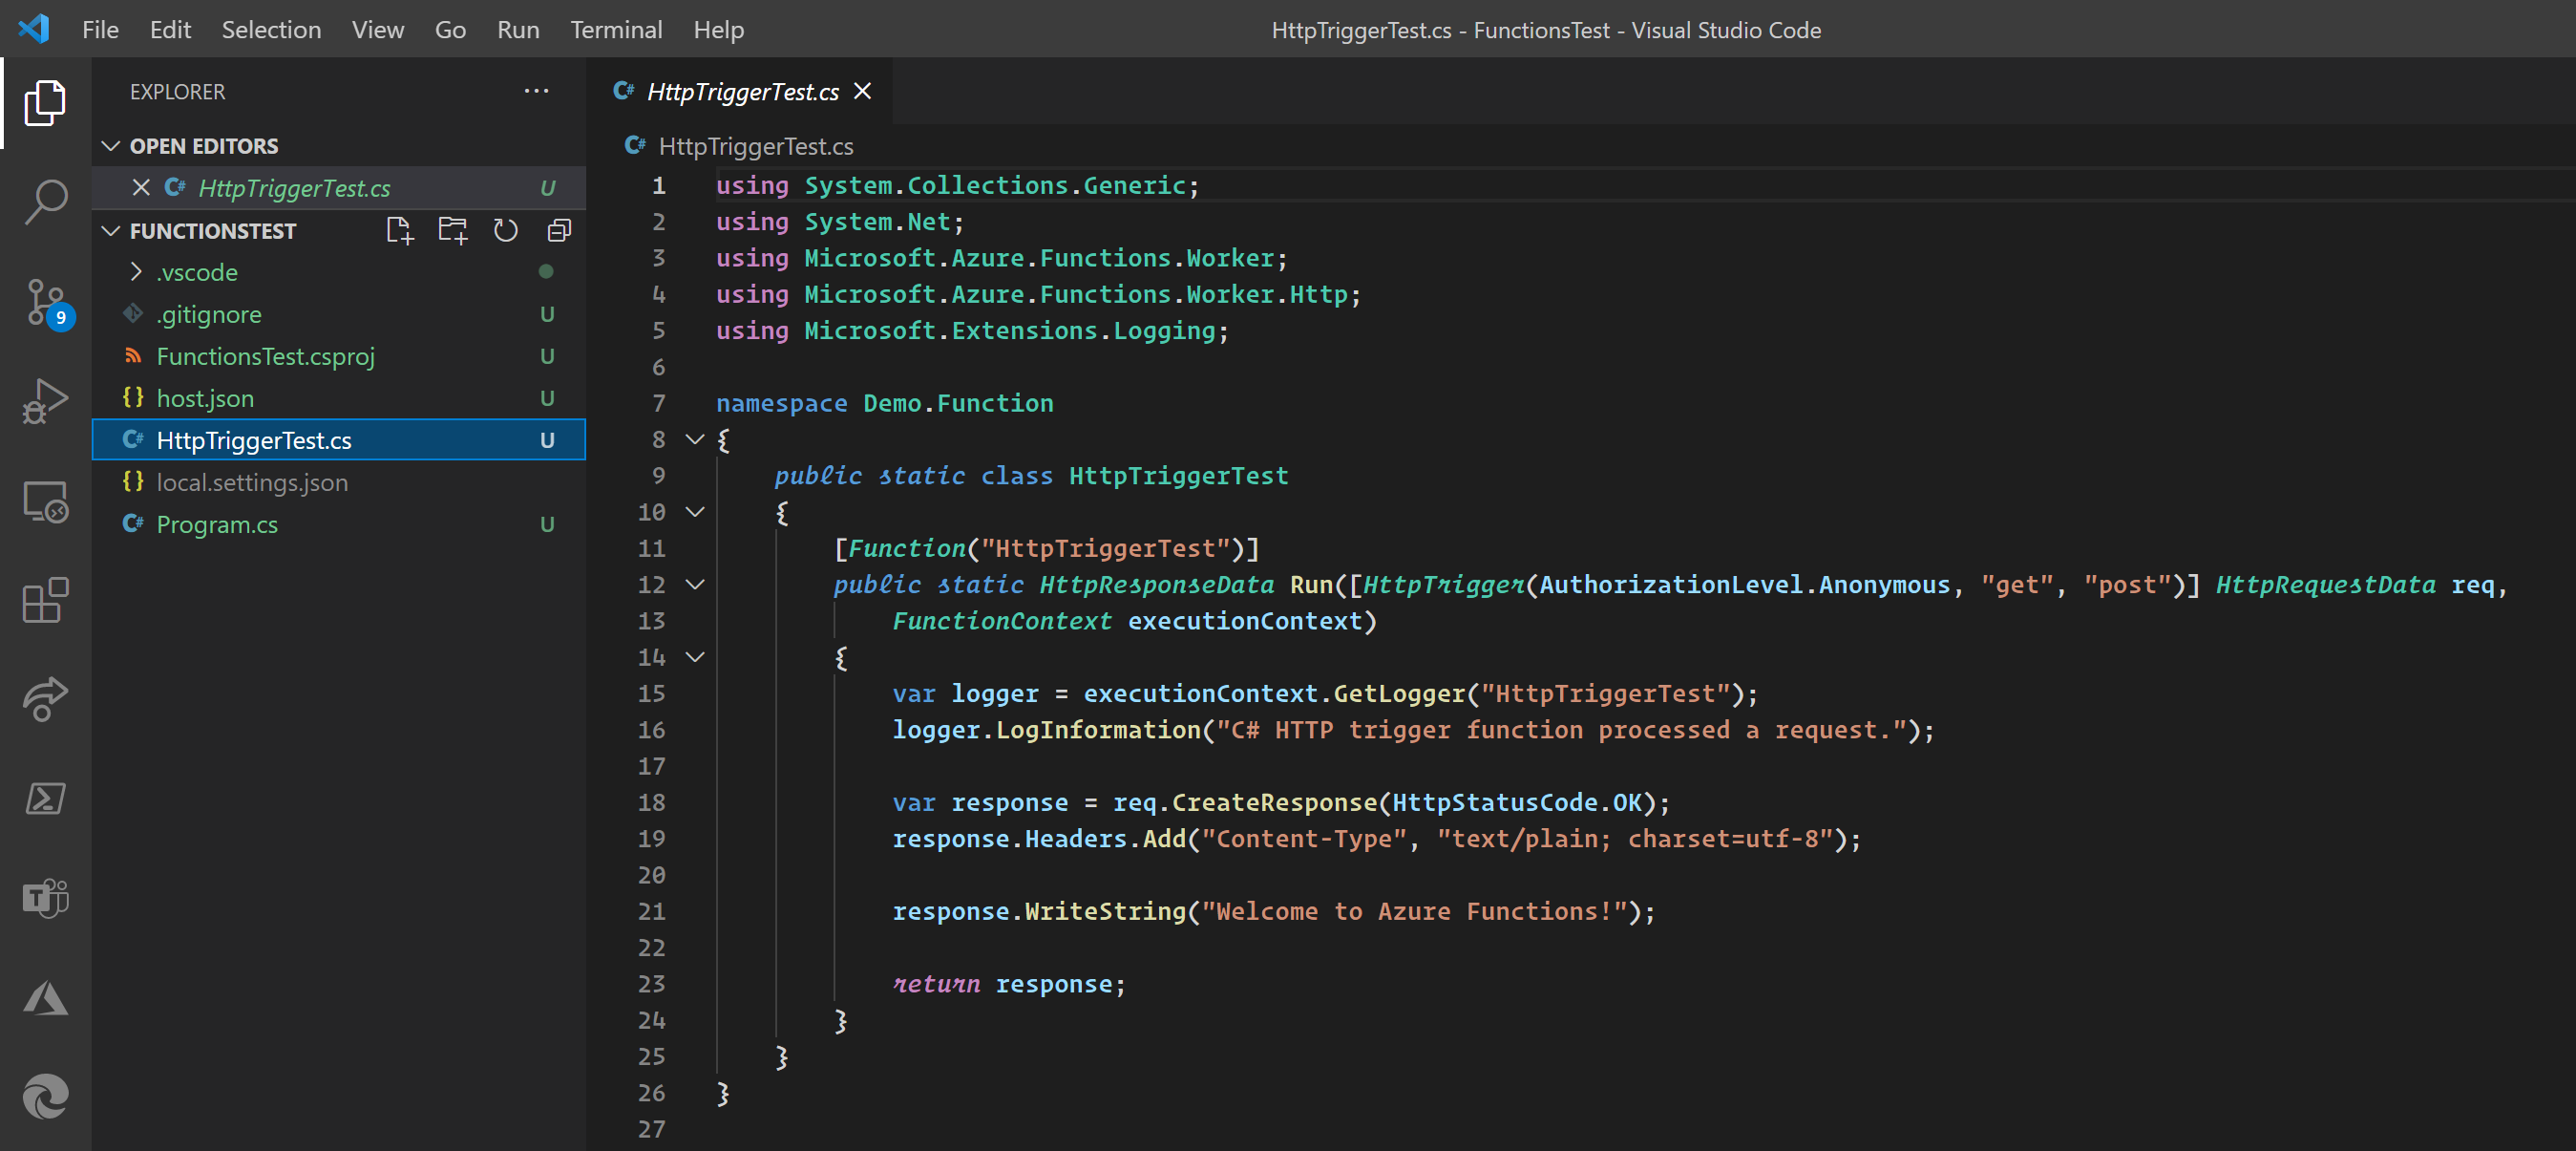 File Edit Selection View Go Run Terminal Help
HttpTriggerTest.cs - FunctionsTest - Visual Studio Code
EXPLORER
OPEN EDITORS
HttpTriggerTest.cs U
FUNCTIONSTEST
.vscode
.gitignore U
FunctionsTest.csproj U
host.json U
HttpTriggerTest.cs U
local.settings.json
Program.cs U
9
HttpTriggerTest.cs
HttpTriggerTest.cs
1 using System.Collections.Generic;
2 using System.Net;
3 using Microsoft.Azure.Functions.Worker;
4 using Microsoft.Azure.Functions.Worker.Http;
5 using Microsoft.Extensions.Logging;
6
7 namespace Demo.Function
8 {
9 public static class HttpTriggerTest
10 {
11 [Function("HttpTriggerTest")]
12 public static HttpResponseData Run([HttpTrigger(AuthorizationLevel.Anonymous, "get", "post")] HttpRequestData req,
13 FunctionContext executionContext)
14 {
15 var logger = executionContext.GetLogger("HttpTriggerTest");
16 logger.LogInformation("C# HTTP trigger function processed a request.");
17
18 var response = req.CreateResponse(HttpStatusCode.OK);
19 response.Headers.Add("Content-Type", "text/plain; charset=utf-8");
20
21 response.WriteString("Welcome to Azure Functions!");
22
23 return response;
24 }
25 }
26 }
27